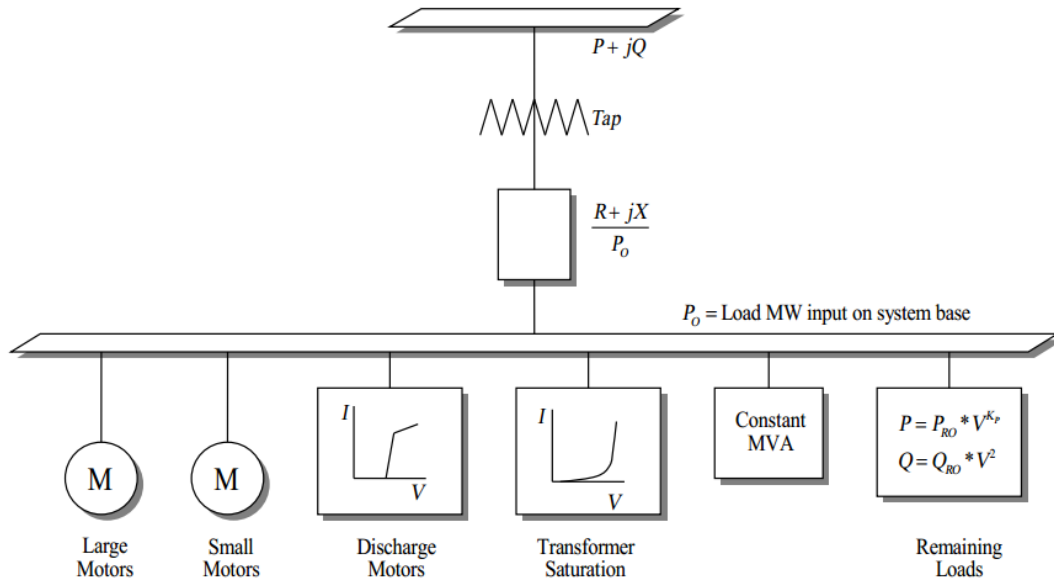 P + jQ
Tap
R + jX
P_O
P_O = Load MW input on system base
M
M
I
V
I
V
Constant
MVA
P = P_RO * V^K_P
Q = Q_RO * V^2
Large
Motors
Small
Motors
Discharge
Motors
Transformer
Saturation
Remaining
Loads